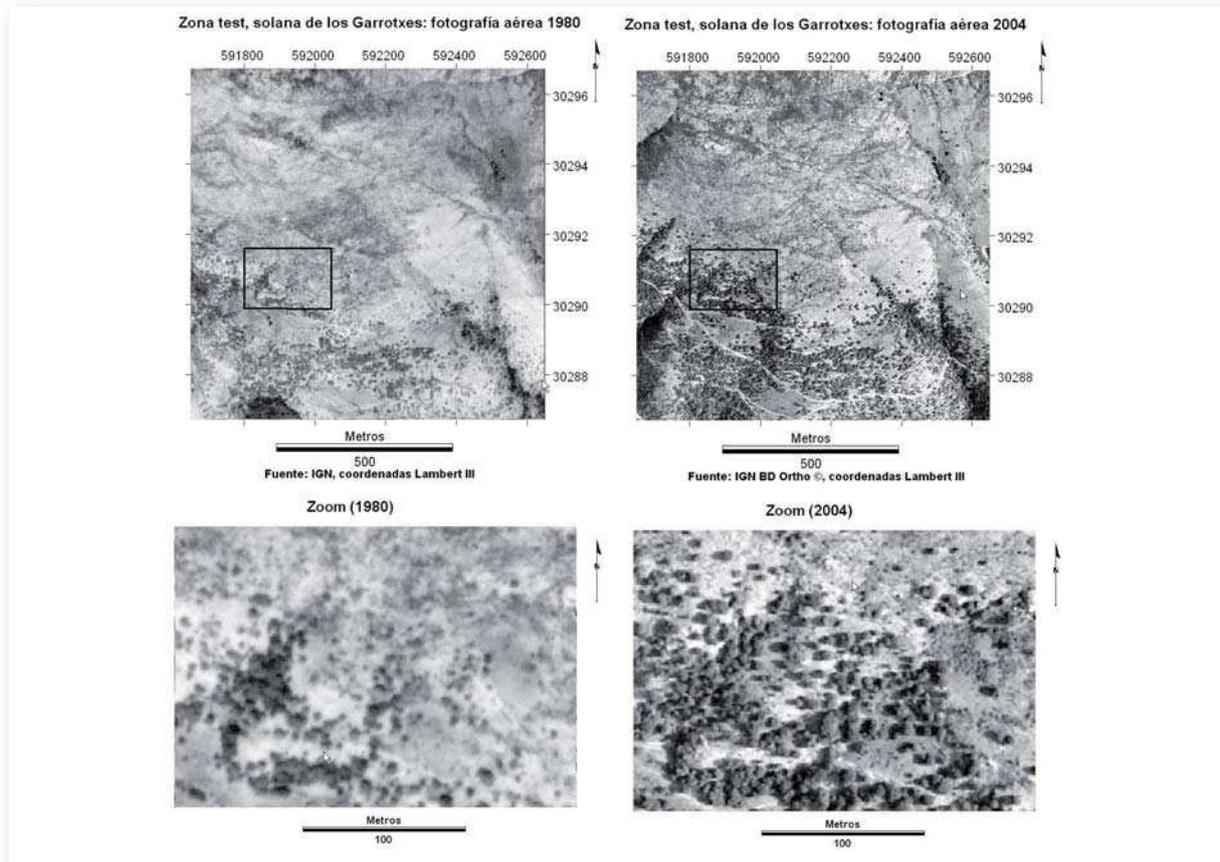 Zona test, solana de los Garrotxes: fotografía aérea 1980
591800 592000 592200 592400 592600
30296
30294
30292
30290
30288
Metros
500
Fuente: IGN, coordenadas Lambert III
Zona test, solana de los Garrotxes: fotografía aérea 2004
591800 592000 592200 592400 592600
30296
30294
30292
30290
30288
Metros
500
Fuente: IGN BD Ortho ©, coordenadas Lambert III
Zoom (1980)
Metros
100
Zoom (2004)
Metros
100